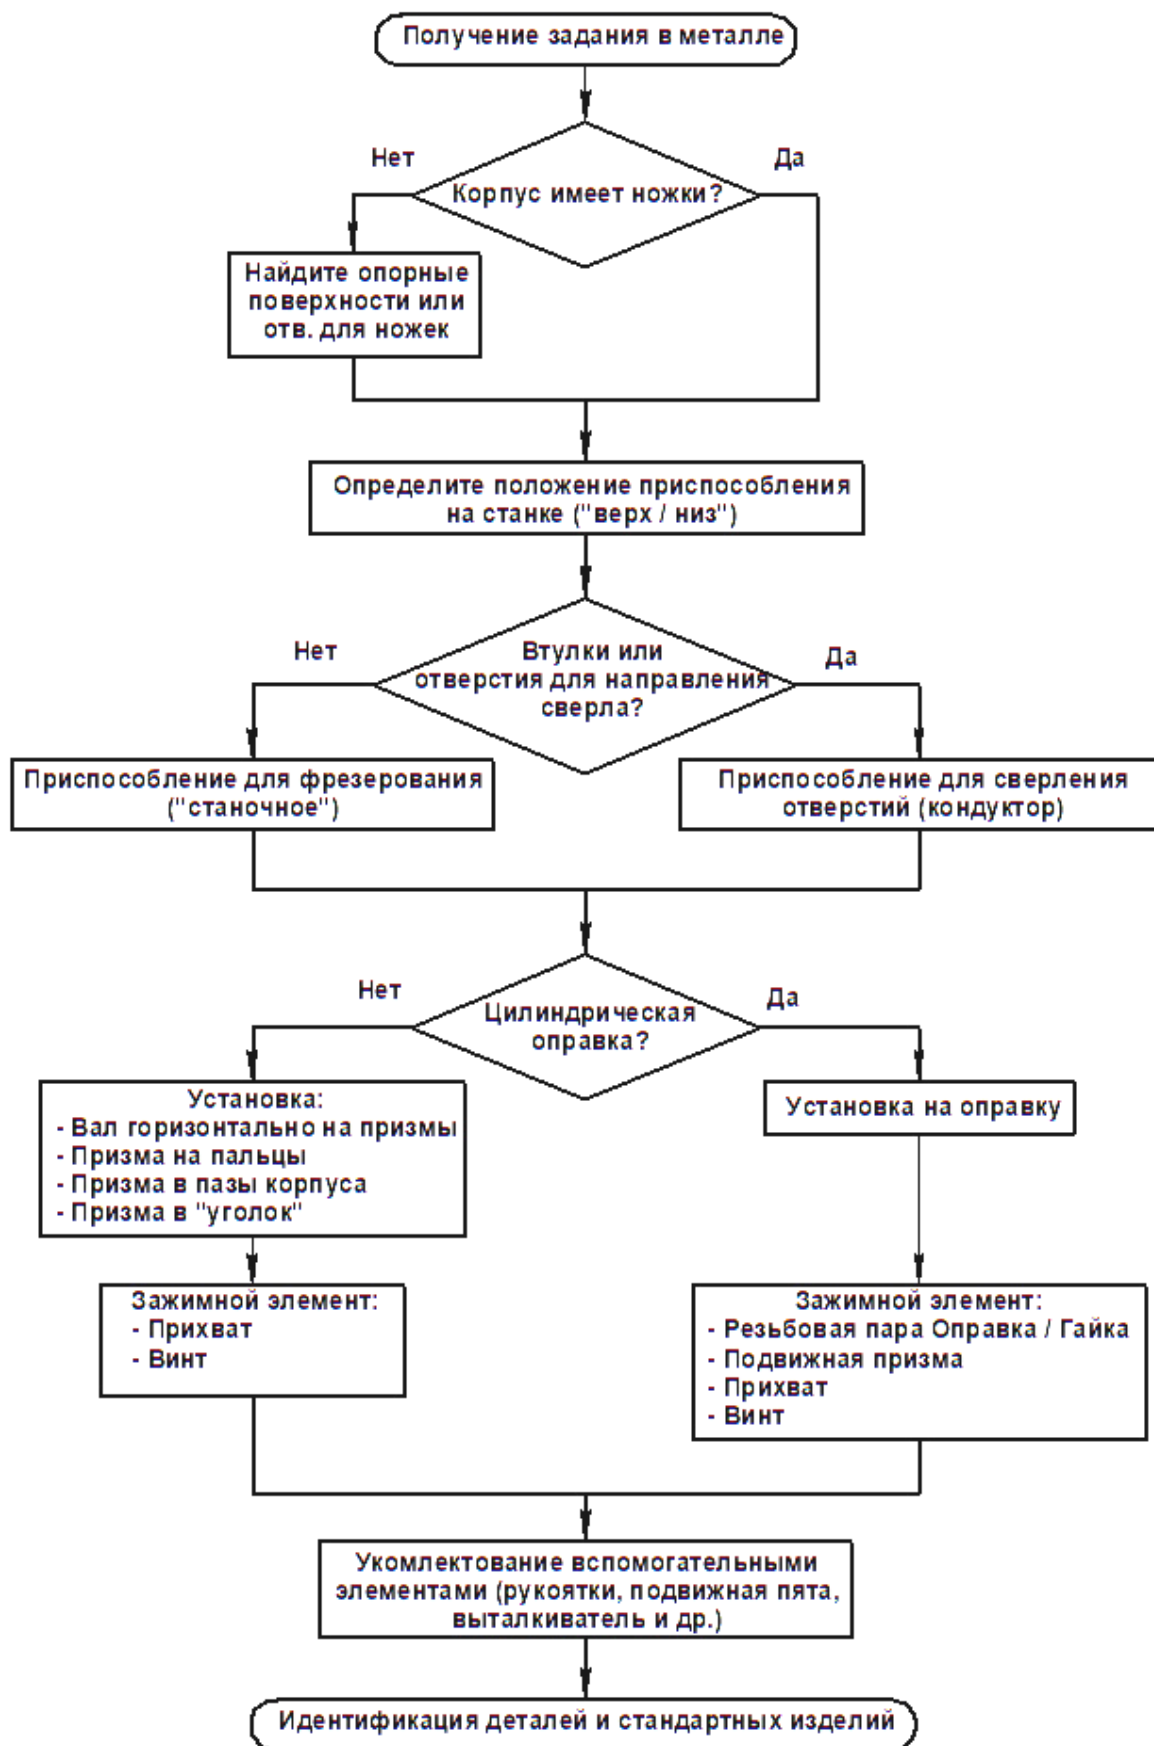 Получение задания в металле
Нет
Да
Корпус имеет ножки?
Найдите опорные
поверхности или
отв. для ножек
Определите положение приспособления
на станке ("верх / низ")
Нет
Втулки или
отверстия для направления
сверла?
Да
Приспособление для фрезерования
("станочное")
Приспособление для сверления
отверстий (кондуктор)
Нет
Цилиндрическая
оправка?
Да
Установка:
- Вал горизонтально на призмы
- Призма на пальцы
- Призма в пазы корпуса
- Призма в "уголок"
Установка на оправку
Зажимной элемент:
- Прихват
- Винт
Зажимной элемент:
- Резьбовая пара Оправка / Гайка
- Подвижная призма
- Прихват
- Винт
Укомлектование вспомогательными
элементами (рукоятки, подвижная пята,
выталкиватель и др.)
Идентификация деталей и стандартных изделий